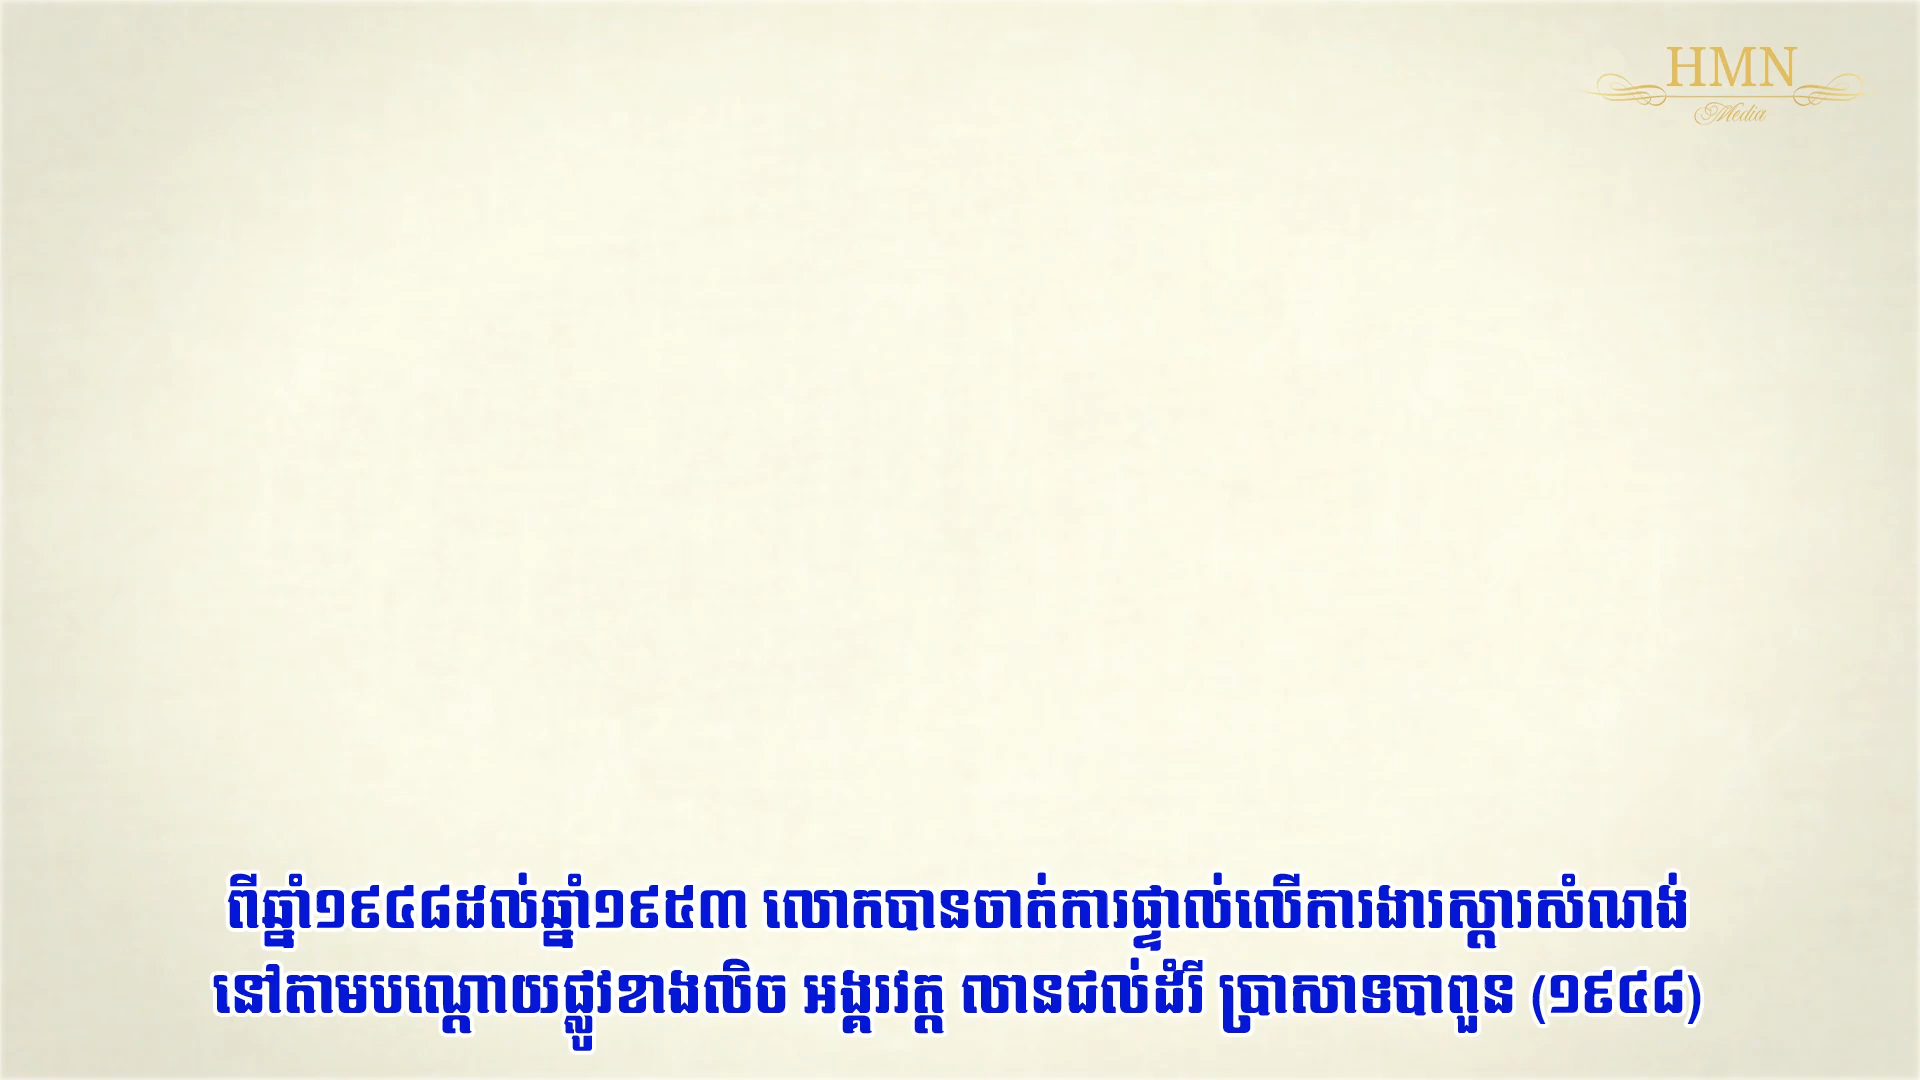 HMN
Media
ពីឆ្នាំ១៩៤៨ដល់ឆ្នាំ១៩៥៣ លោកបានចាក់ការផ្ទាល់លើការងារស្តារសំណង់
នៅតាមបណ្តោយផ្លូវខាងលិច អង្គរវត្ត លានជល់ដំរី ប្រាសាទបាពួន (១៩៤៨)